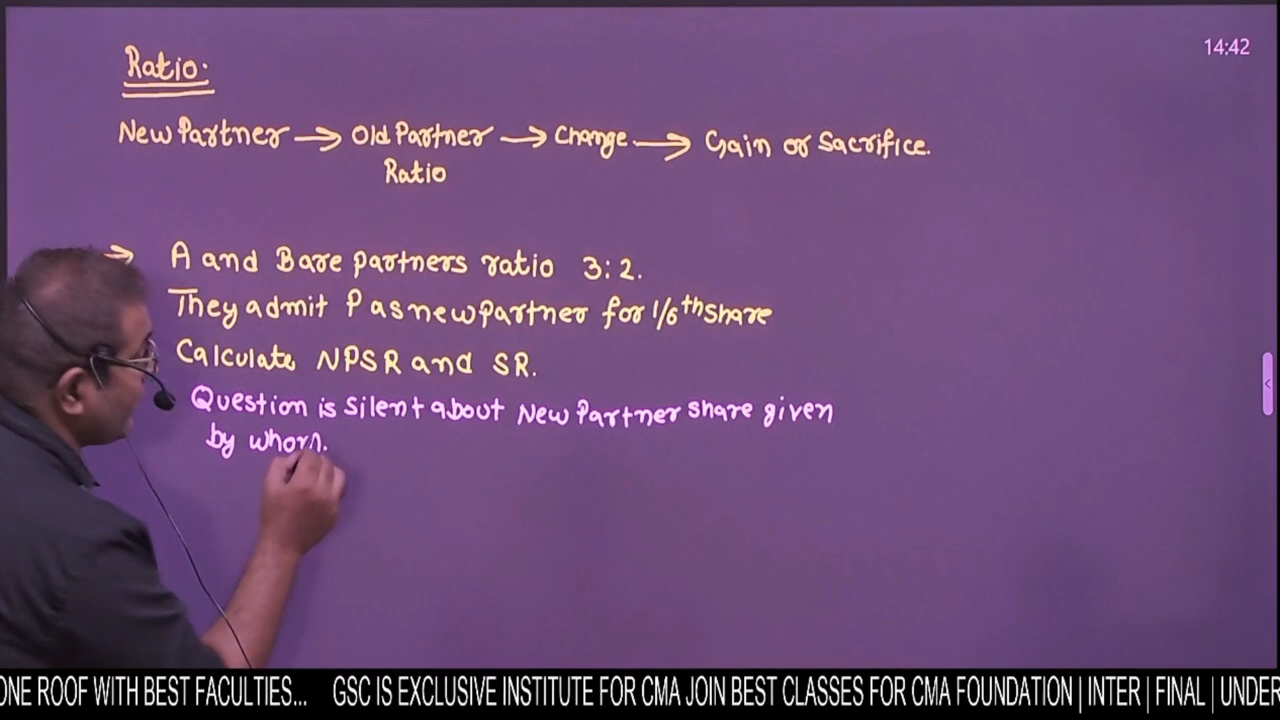 14:42
Ratio.
New Partner → Old Partner → Change → Gain or Sacrifice.
Ratio
→ A and B are partners ratio 3:2.
They admit P as new partner for 1/6th share
Calculate NPSR and SR.
Question is silent about New Partner share given
by whom.
ONE ROOF WITH BEST FACULTIES... GSC IS EXCLUSIVE INSTITUTE FOR CMA JOIN BEST CLASSES FOR CMA FOUNDATION | INTER | FINAL | UNDER